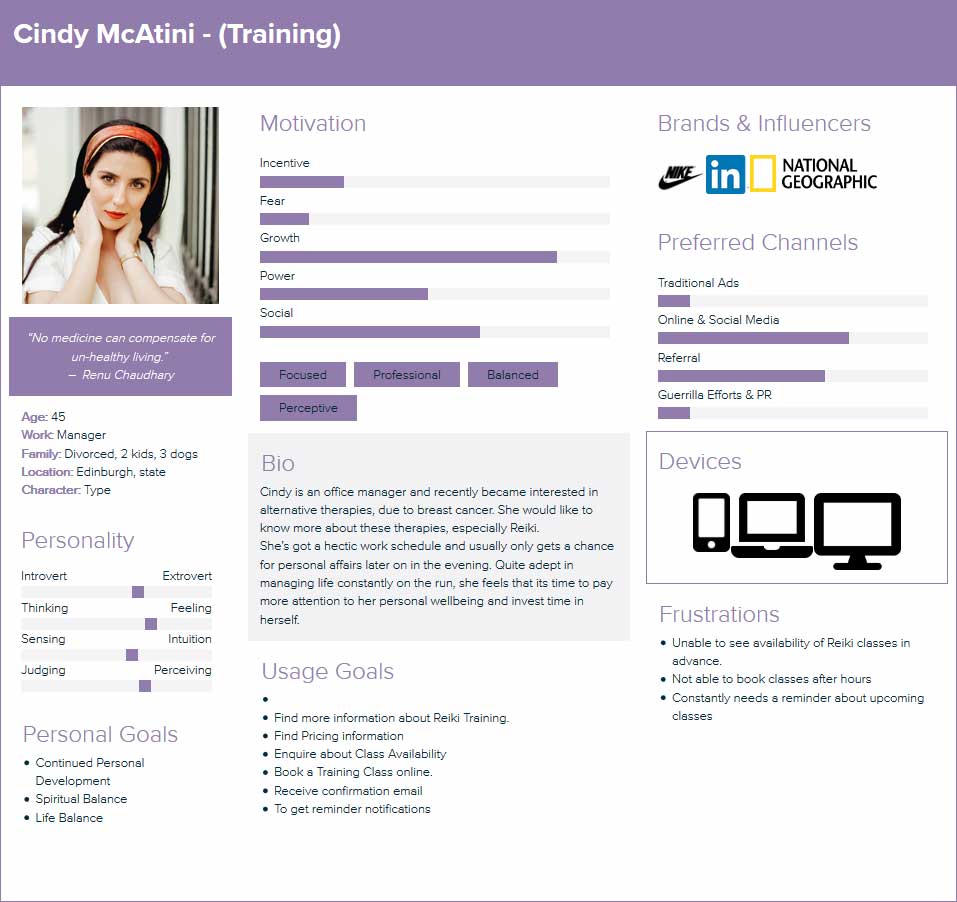 Cindy McAtini - (Training)
“No medicine can compensate for
un-healthy living.”
– Renu Chaudhary
Age: 45
Work: Manager
Family: Divorced, 2 kids, 3 dogs
Location: Edinburgh, state
Character: Type
Personality
Introvert Extrovert
Thinking Feeling
Sensing Intuition
Judging Perceiving
Personal Goals
• Continued Personal
Development
• Spiritual Balance
• Life Balance
Motivation
Incentive
Fear
Growth
Power
Social
Focused Professional Balanced
Perceptive
Bio
Cindy is an office manager and recently became interested in
alternative therapies, due to breast cancer. She would like to
know more about these therapies, especially Reiki.
She’s got a hectic work schedule and usually only gets a chance
for personal affairs later on in the evening. Quite adept in
managing life constantly on the run, she feels that its time to pay
more attention to her personal wellbeing and invest time in
herself.
Usage Goals
•
• Find more information about Reiki Training.
• Find Pricing information
• Enquire about Class Availability
• Book a Training Class online.
• Receive confirmation email
• To get reminder notifications
Brands & Influencers
NIKE in NATIONAL
GEOGRAPHIC
Preferred Channels
Traditional Ads
Online & Social Media
Referral
Guerrilla Efforts & PR
Devices
Frustrations
• Unable to see availability of Reiki classes in
advance.
• Not able to book classes after hours
• Constantly needs a reminder about upcoming
classes